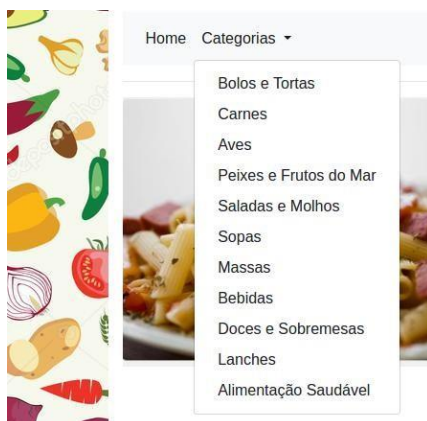 Home Categorias
Bolos e Tortas
Carnes
Aves
Peixes e Frutos do Mar
Saladas e Molhos
Sopas
Massas
Bebidas
Doces e Sobremesas
Lanches
Alimentação Saudável